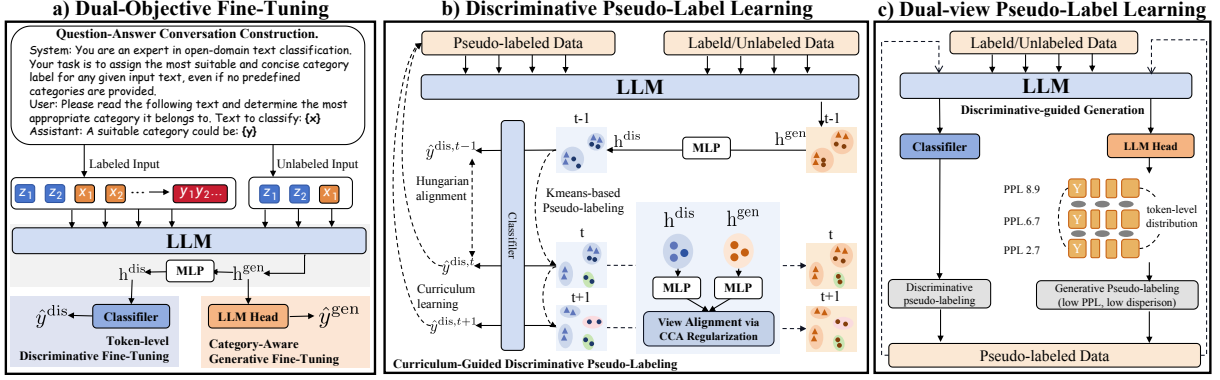 a) Dual-Objective Fine-Tuning
Question-Answer Conversation Construction.
System: You are an expert in open-domain text classification.
Your task is to assign the most suitable and concise category
label for any given input text, even if no predefined
categories are provided.
User: Please read the following text and determine the most
appropriate category it belongs to. Text to classify: {x}
Assistant: A suitable category could be: {y}
Labeled Input
Unlabeled Input
z1 z2 x1 x2 ... y1y2...
z1 z2 x1
LLM
h^dis MLP h^gen
ŷ^dis Classifiler
LLM Head ŷ^gen
Token-level
Discriminative Fine-Tuning
Category-Aware
Generative Fine-Tuning
b) Discriminative Pseudo-Label Learning
Pseudo-labeled Data
Labeld/Unlabeled Data
LLM
t-1
t-1
ŷ^dis,t−1
h^dis
MLP
h^gen
Hungarian
alignment
Classifiler
Kmeans-based
Pseudo-labeling
h^dis
h^gen
t
t
ŷ^dis,t
MLP
MLP
Curriculum
learning
t+1
t+1
ŷ^dis,t+1
View Alignment via
CCA Regularization
Curriculum-Guided Discriminative Pseudo-Labeling
c) Dual-view Pseudo-Label Learning
Labeld/Unlabeled Data
LLM
Discriminative-guided Generation
Classifiler
LLM Head
PPL 8.9
Y
PPL.6.7
Y
PPL 2.7
Y
token-level
distribution
Discriminative
pseudo-labeling
Generative Pseudo-labeling
(low PPL, low disperison)
Pseudo-labeled Data